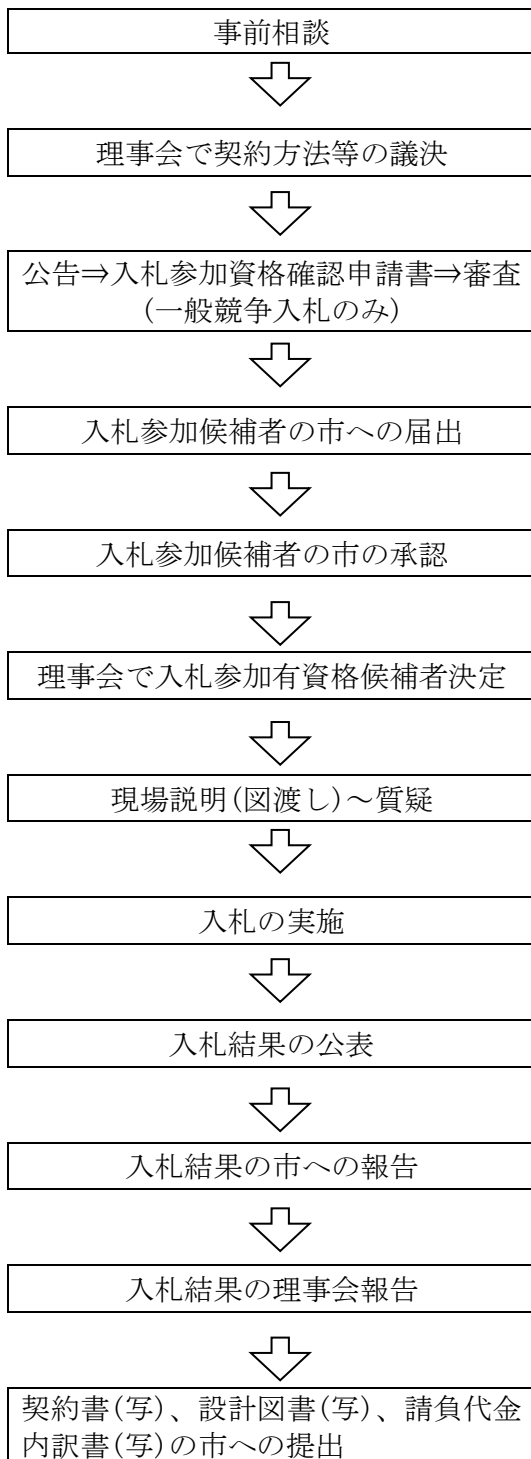 事前相談
理事会で契約方法等の議決
公告⇒入札参加資格確認申請書⇒審査
(一般競争入札のみ)
入札参加候補者の市への届出
入札参加候補者の市の承認
理事会で入札参加有資格候補者決定
現場説明(図渡し)～質疑
入札の実施
入札結果の公表
入札結果の市への報告
入札結果の理事会報告
契約書(写)、設計図書(写)、請負代金
内訳書(写)の市への提出